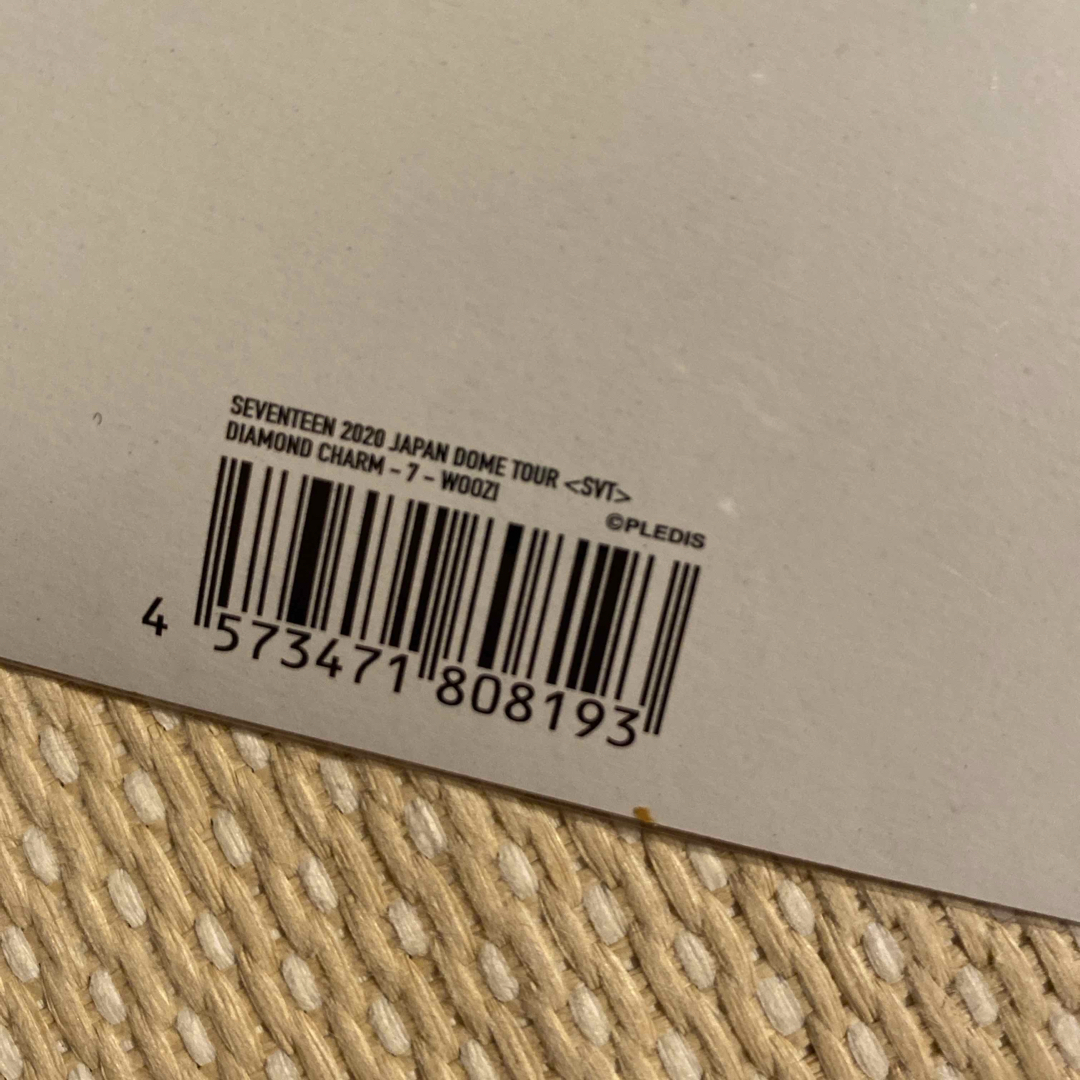 SEVENTEEN 2020 JAPAN DOME TOUR <SVT>
DIAMOND CHARM - 7 - WOOZI
©PLEDIS
4 573471 808193